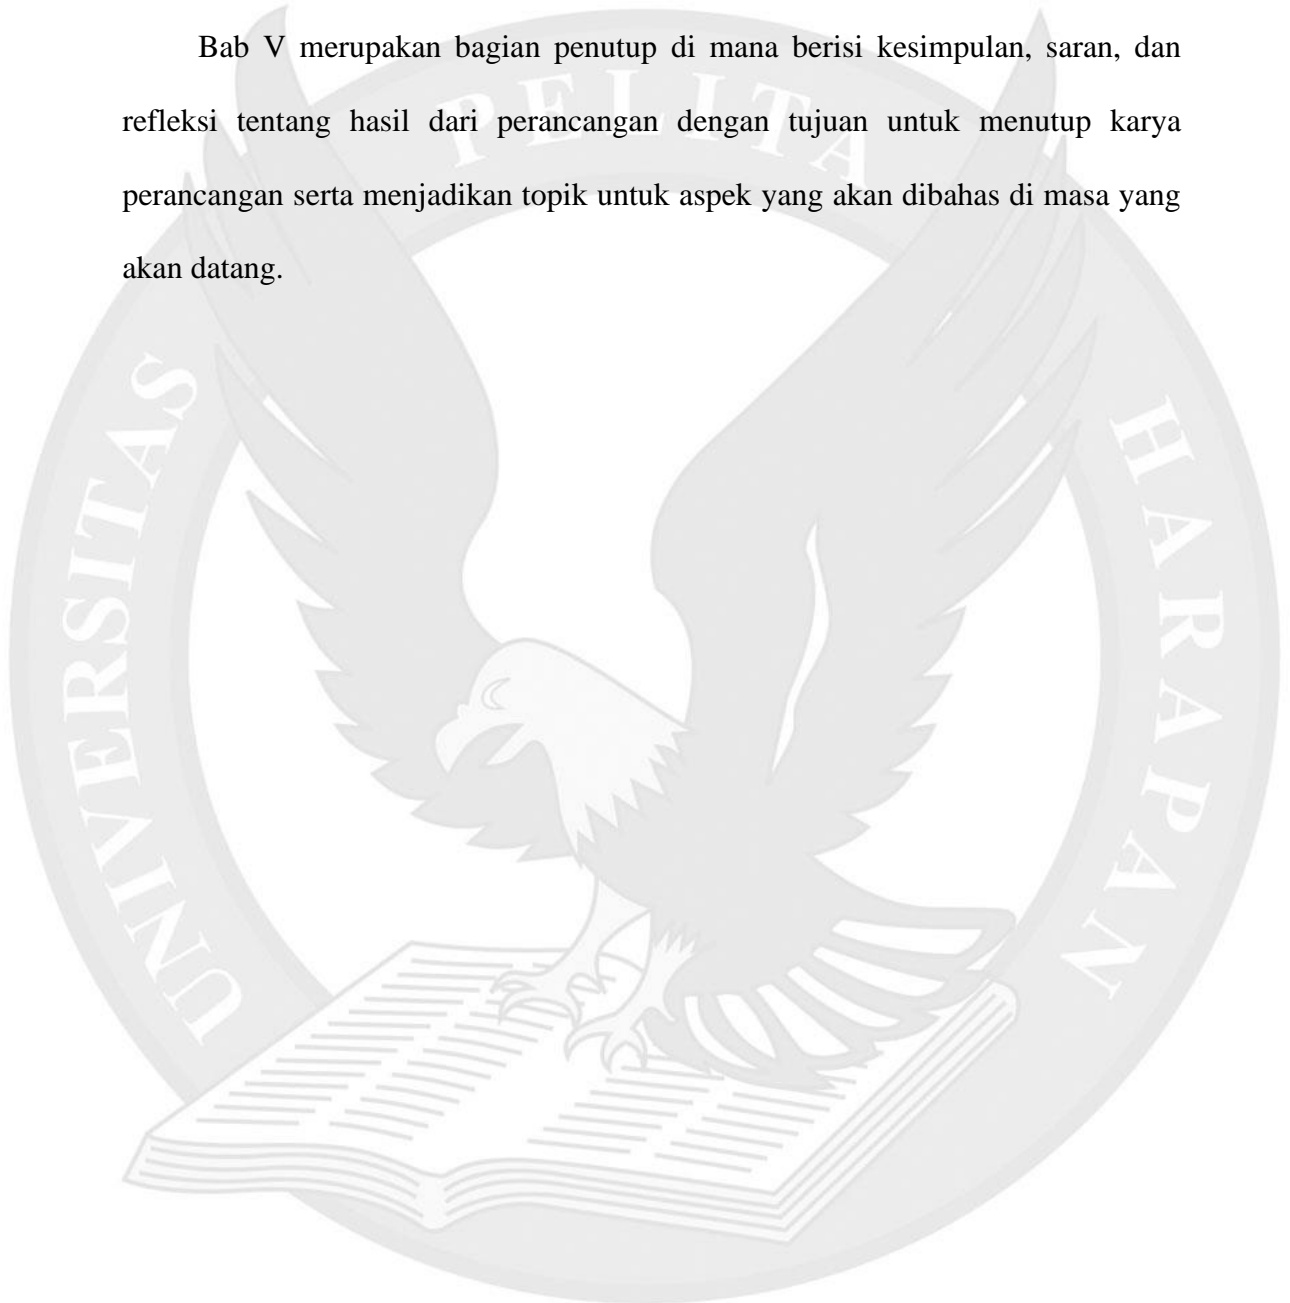 Bab V merupakan bagian penutup di mana berisi kesimpulan, saran, dan
refleksi tentang hasil dari perancangan dengan tujuan untuk menutup karya
perancangan serta menjadikan topik untuk aspek yang akan dibahas di masa yang
akan datang.
UNIVERSITAS PELITA HARAPAN